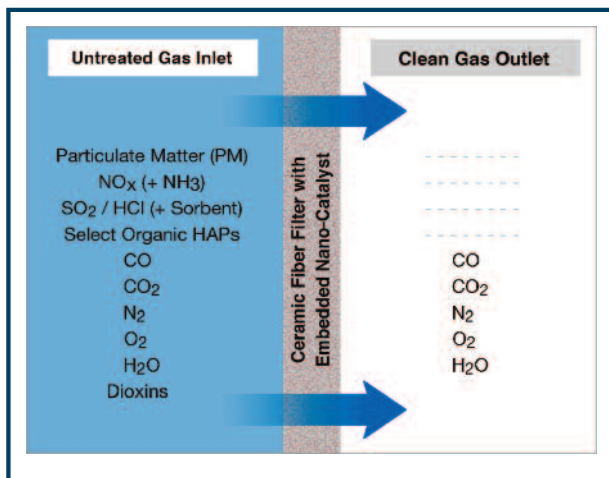 Untreated Gas Inlet
Particulate Matter (PM)
NOX (+ NH3)
SO2 / HCl (+ Sorbent)
Select Organic HAPs
CO
CO2
N2
O2
H2O
Dioxins
Ceramic Fiber Filter with
Embedded Nano-Catalyst
Clean Gas Outlet
CO
CO2
N2
O2
H2O